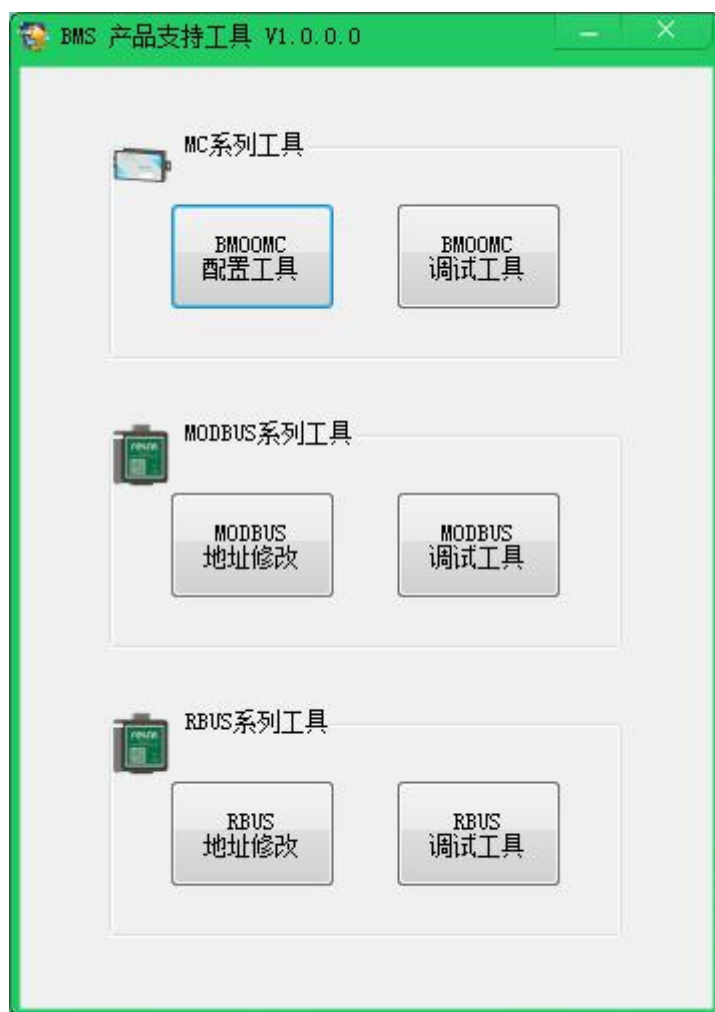 BMS 产品支持工具 V1.0.0.0
MC系列工具
BM00MC
配置工具
BM00MC
调试工具
MODBUS系列工具
MODBUS
地址修改
MODBUS
调试工具
RBUS系列工具
RBUS
地址修改
RBUS
调试工具